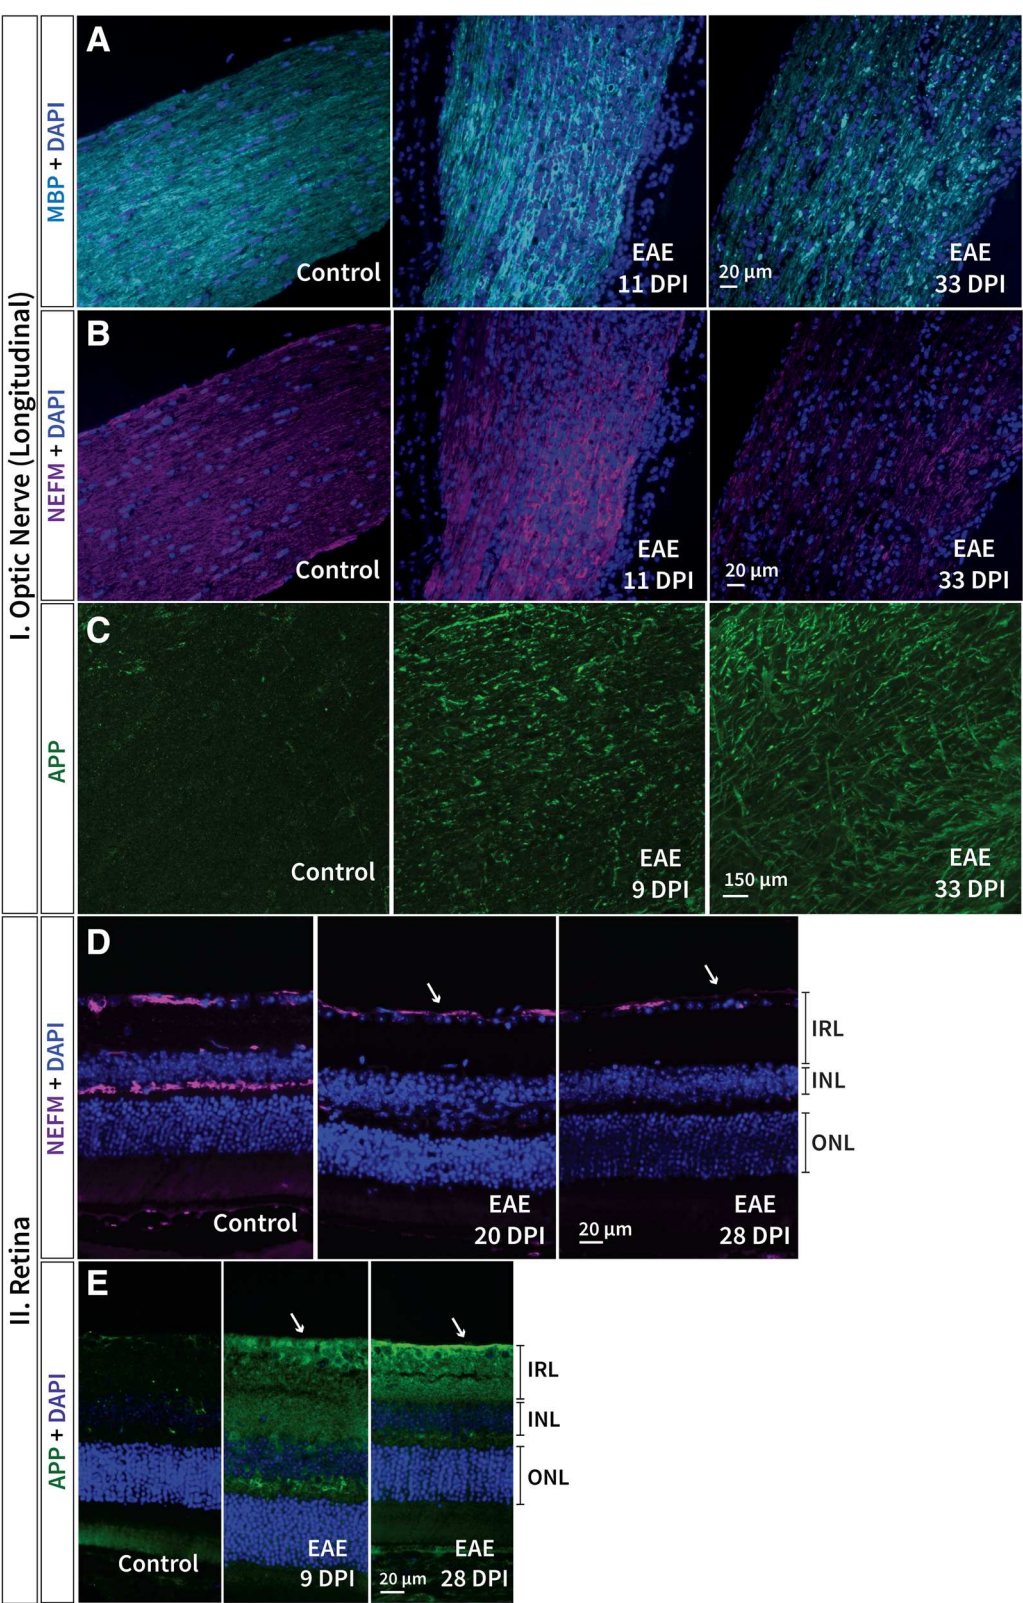 I. Optic Nerve (Longitudinal)
MBP + DAPI
A
Control
EAE
11 DPI
20 µm
EAE
33 DPI
NEFM + DAPI
B
Control
EAE
11 DPI
20 µm
EAE
33 DPI
APP
C
Control
EAE
9 DPI
150 µm
EAE
33 DPI
II. Retina
NEFM + DAPI
D
Control
EAE
20 DPI
20 µm
EAE
28 DPI
IRL
INL
ONL
APP + DAPI
E
Control
EAE
9 DPI
20 µm
EAE
28 DPI
IRL
INL
ONL